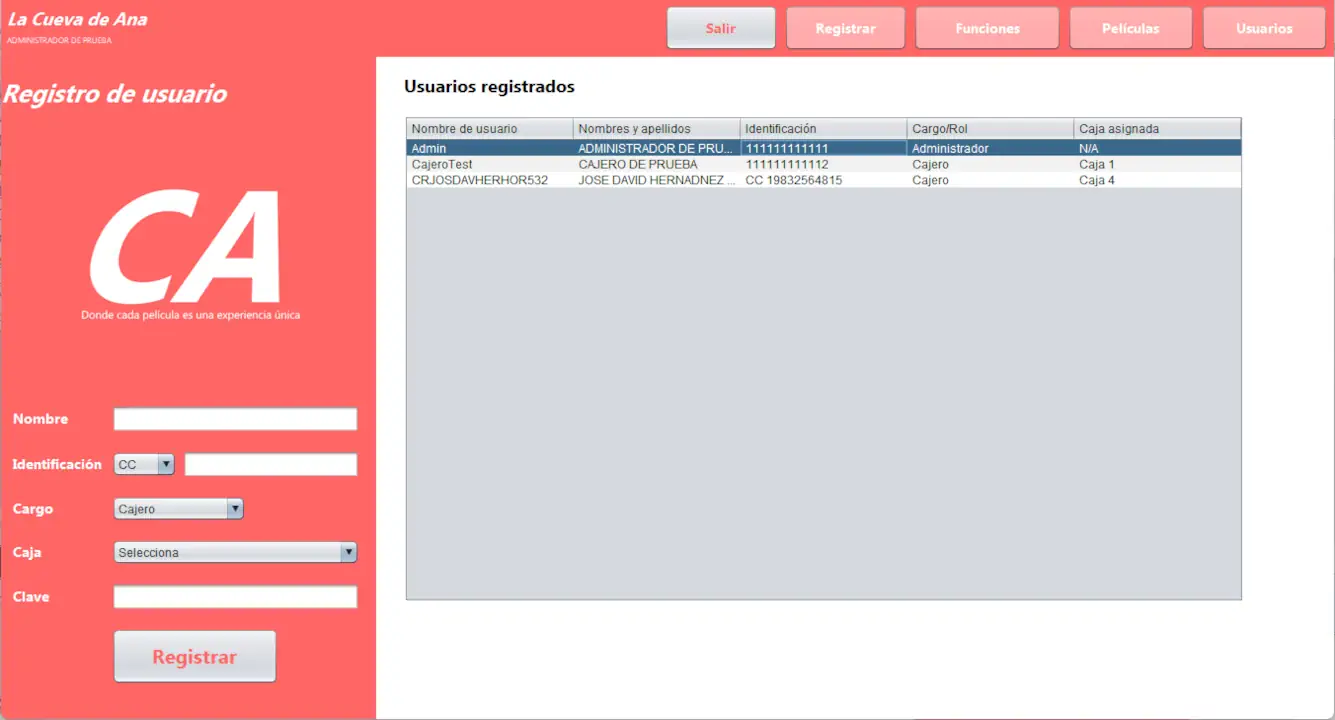 La Cueva de Ana
ADMINISTRADOR DE PRUEBA
Salir Registrar Funciones Películas Usuarios
Registro de usuario
CA
Donde cada película es una experiencia única
Nombre
Identificación CC
Cargo Cajero
Caja Selecciona
Clave
Registrar
Usuarios registrados
Nombre de usuario Nombres y apellidos Identificación Cargo/Rol Caja asignada
Admin ADMINISTRADOR DE PRU... 111111111111 Administrador N/A
CajeroTest CAJERO DE PRUEBA 111111111112 Cajero Caja 1
CRJOSDAVHERHOR532 JOSE DAVID HERNADNEZ ... CC 19832564815 Cajero Caja 4